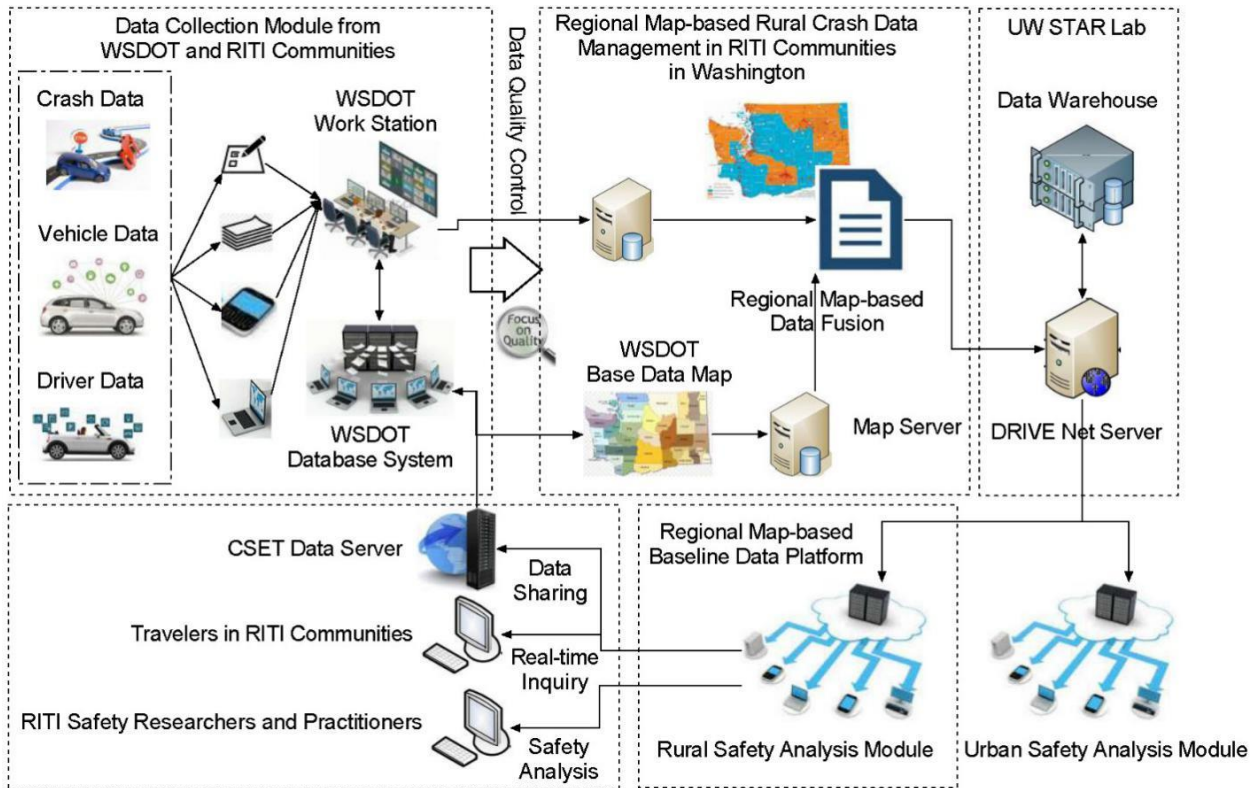 Data Collection Module from
WSDOT and RITI Communities
Crash Data
Vehicle Data
Driver Data
WSDOT
Work Station
WSDOT
Database System
Data Quality Control
Focus
on
Quality
Regional Map-based Rural Crash Data
Management in RITI Communities
in Washington
Regional Map-based
Data Fusion
WSDOT
Base Data Map
Map Server
UW STAR Lab
Data Warehouse
DRIVE Net Server
CSET Data Server
Data
Sharing
Travelers in RITI Communities
Real-time
Inquiry
RITI Safety Researchers and Practitioners
Safety
Analysis
Regional Map-based
Baseline Data Platform
Rural Safety Analysis Module
Urban Safety Analysis Module